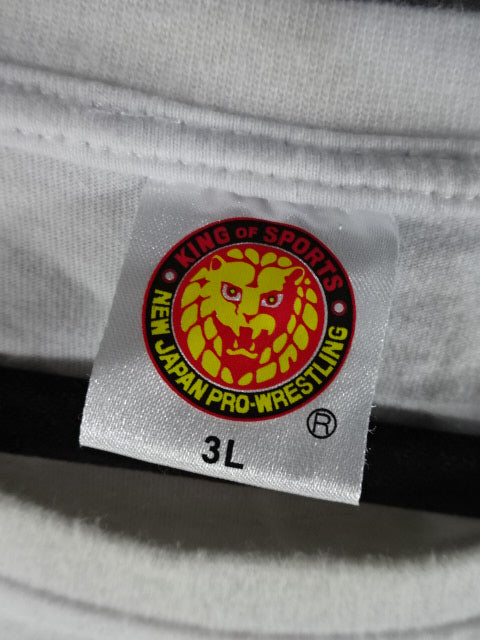 KING OF SPORTS
NEW JAPAN PRO-WRESTLING
®
3L